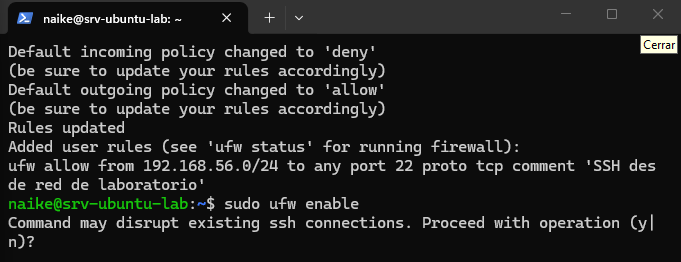 naike@srv-ubuntu-lab: ~
Cerrar
Default incoming policy changed to 'deny'
(be sure to update your rules accordingly)
Default outgoing policy changed to 'allow'
(be sure to update your rules accordingly)
Rules updated
Added user rules (see 'ufw status' for running firewall):
ufw allow from 192.168.56.0/24 to any port 22 proto tcp comment 'SSH des
de red de laboratorio'
naike@srv-ubuntu-lab:~$ sudo ufw enable
Command may disrupt existing ssh connections. Proceed with operation (y|
n)?